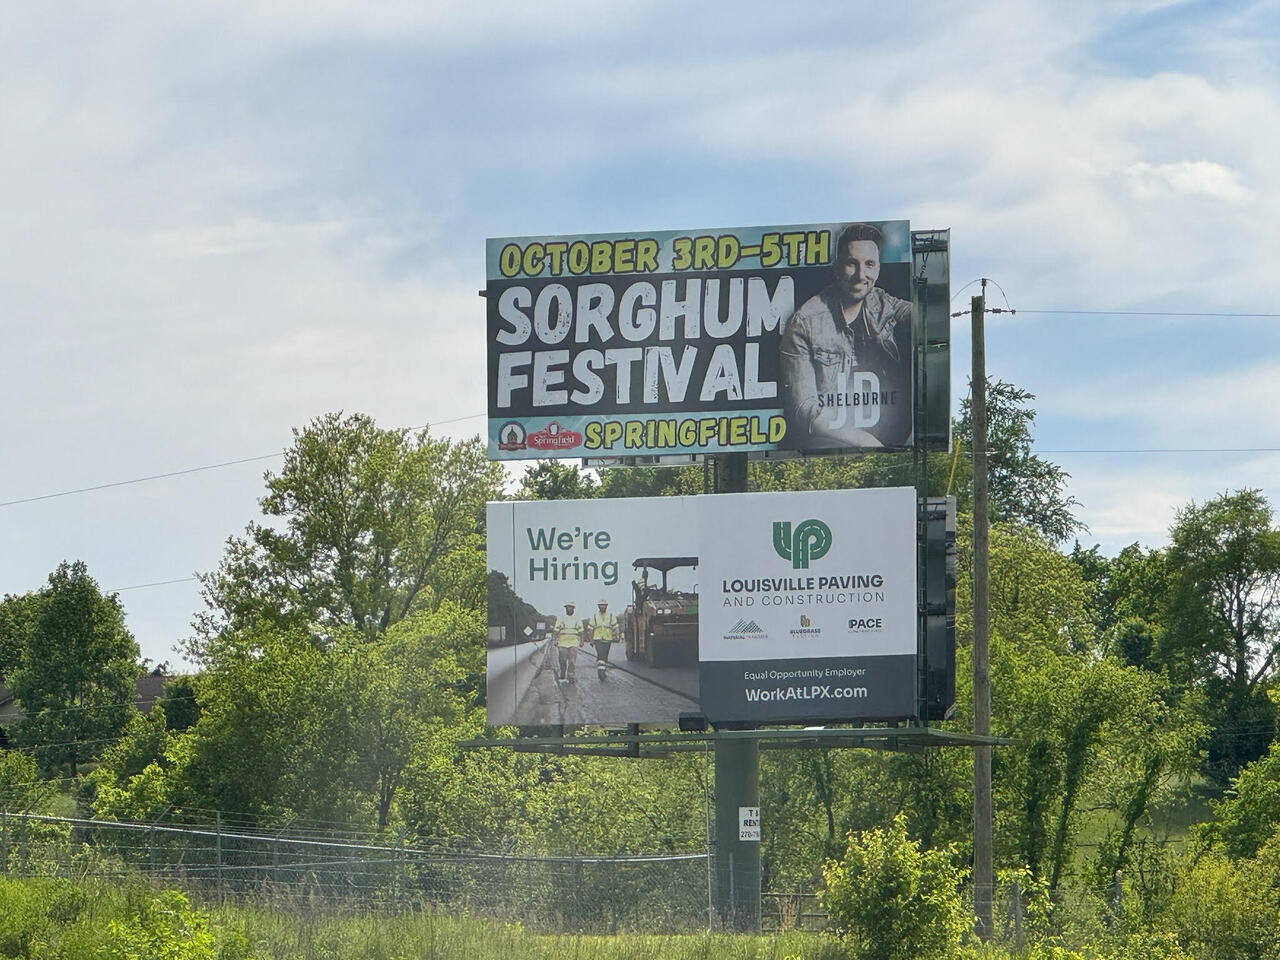 OCTOBER 3RD-5TH
SORGHUM
FESTIVAL
JD
SHELBURNE
Springfield
SPRINGFIELD
We're
Hiring
LP
LOUISVILLE PAVING
AND CONSTRUCTION
BLUEGRASS
PACE
Equal Opportunity Employer
WorkAtLPX.com